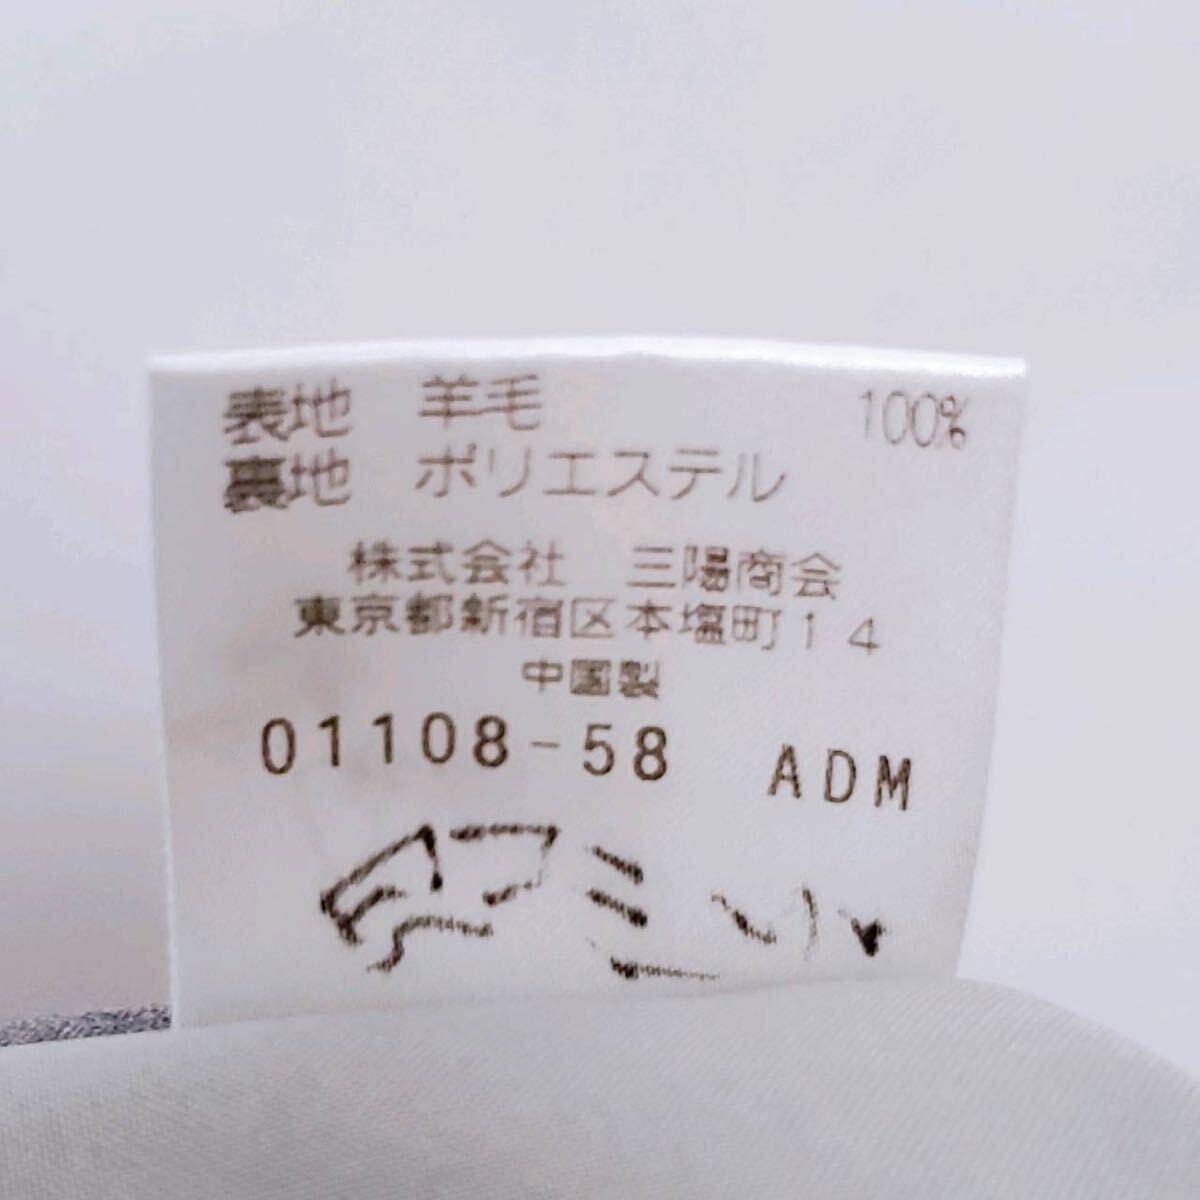 表地 羊毛 100%
裏地 ポリエステル
株式会社 三陽商会
東京都新宿区本塩町14
中国製
01108-58 ADM